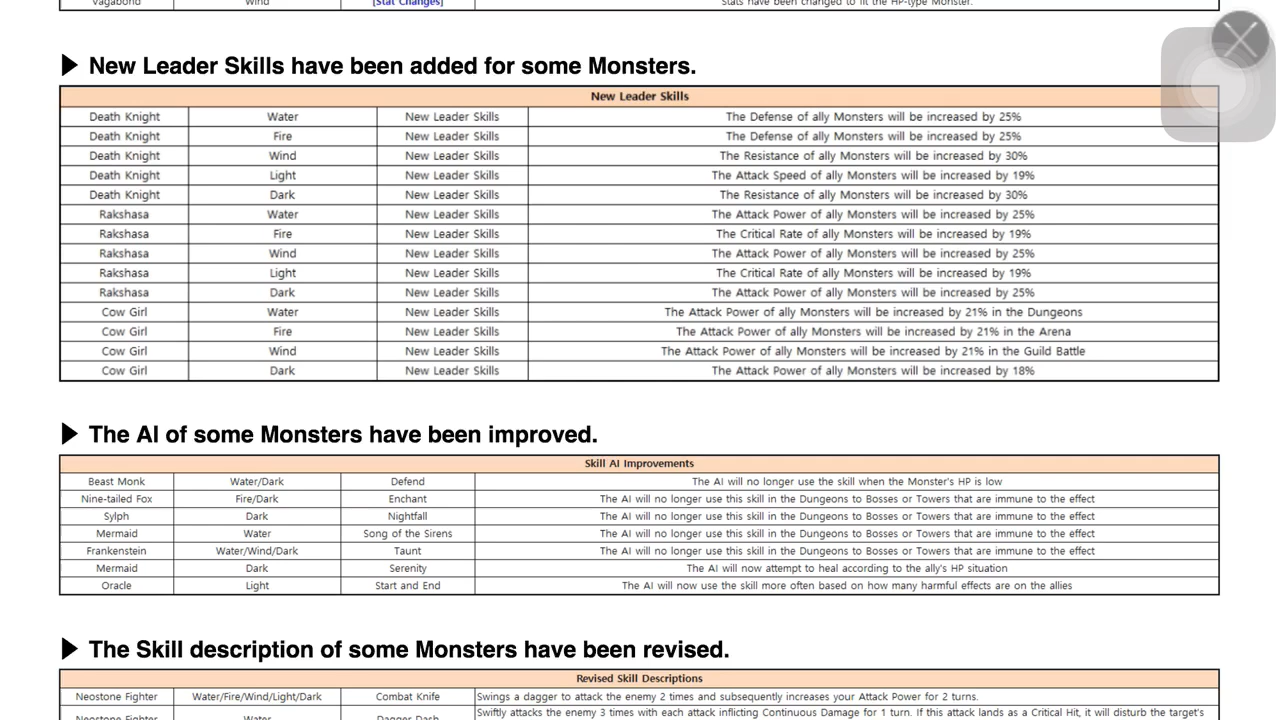 Vagabond Wind [Stat Changes] Stats have been changed to fit the HP-type Monster.
▶ New Leader Skills have been added for some Monsters.
New Leader Skills
Death Knight Water New Leader Skills The Defense of ally Monsters will be increased by 25%
Death Knight Fire New Leader Skills The Defense of ally Monsters will be increased by 25%
Death Knight Wind New Leader Skills The Resistance of ally Monsters will be increased by 30%
Death Knight Light New Leader Skills The Attack Speed of ally Monsters will be increased by 19%
Death Knight Dark New Leader Skills The Resistance of ally Monsters will be increased by 30%
Rakshasa Water New Leader Skills The Attack Power of ally Monsters will be increased by 25%
Rakshasa Fire New Leader Skills The Critical Rate of ally Monsters will be increased by 19%
Rakshasa Wind New Leader Skills The Attack Power of ally Monsters will be increased by 25%
Rakshasa Light New Leader Skills The Critical Rate of ally Monsters will be increased by 19%
Rakshasa Dark New Leader Skills The Attack Power of ally Monsters will be increased by 25%
Cow Girl Water New Leader Skills The Attack Power of ally Monsters will be increased by 21% in the Dungeons
Cow Girl Fire New Leader Skills The Attack Power of ally Monsters will be increased by 21% in the Arena
Cow Girl Wind New Leader Skills The Attack Power of ally Monsters will be increased by 21% in the Guild Battle
Cow Girl Dark New Leader Skills The Attack Power of ally Monsters will be increased by 18%
▶ The AI of some Monsters have been improved.
Skill AI Improvements
Beast Monk Water/Dark Defend The AI will no longer use the skill when the Monster's HP is low
Nine-tailed Fox Fire/Dark Enchant The AI will no longer use this skill in the Dungeons to Bosses or Towers that are immune to the effect
Sylph Dark Nightfall The AI will no longer use this skill in the Dungeons to Bosses or Towers that are immune to the effect
Mermaid Water Song of the Sirens The AI will no longer use this skill in the Dungeons to Bosses or Towers that are immune to the effect
Frankenstein Water/Wind/Dark Taunt The AI will no longer use this skill in the Dungeons to Bosses or Towers that are immune to the effect
Mermaid Dark Serenity The AI will now attempt to heal according to the ally's HP situation
Oracle Light Start and End The AI will now use the skill more often based on how many harmful effects are on the allies
▶ The Skill description of some Monsters have been revised.
Revised Skill Descriptions
Neostone Fighter Water/Fire/Wind/Light/Dark Combat Knife Swings a dagger to attack the enemy 2 times and subsequently increases your Attack Power for 2 turns.
Neostone Fighter Water Dagger Dash Swiftly attacks the enemy 3 times with each attack inflicting Continuous Damage for 1 turn. If this attack lands as a Critical Hit, it will disturb the target's